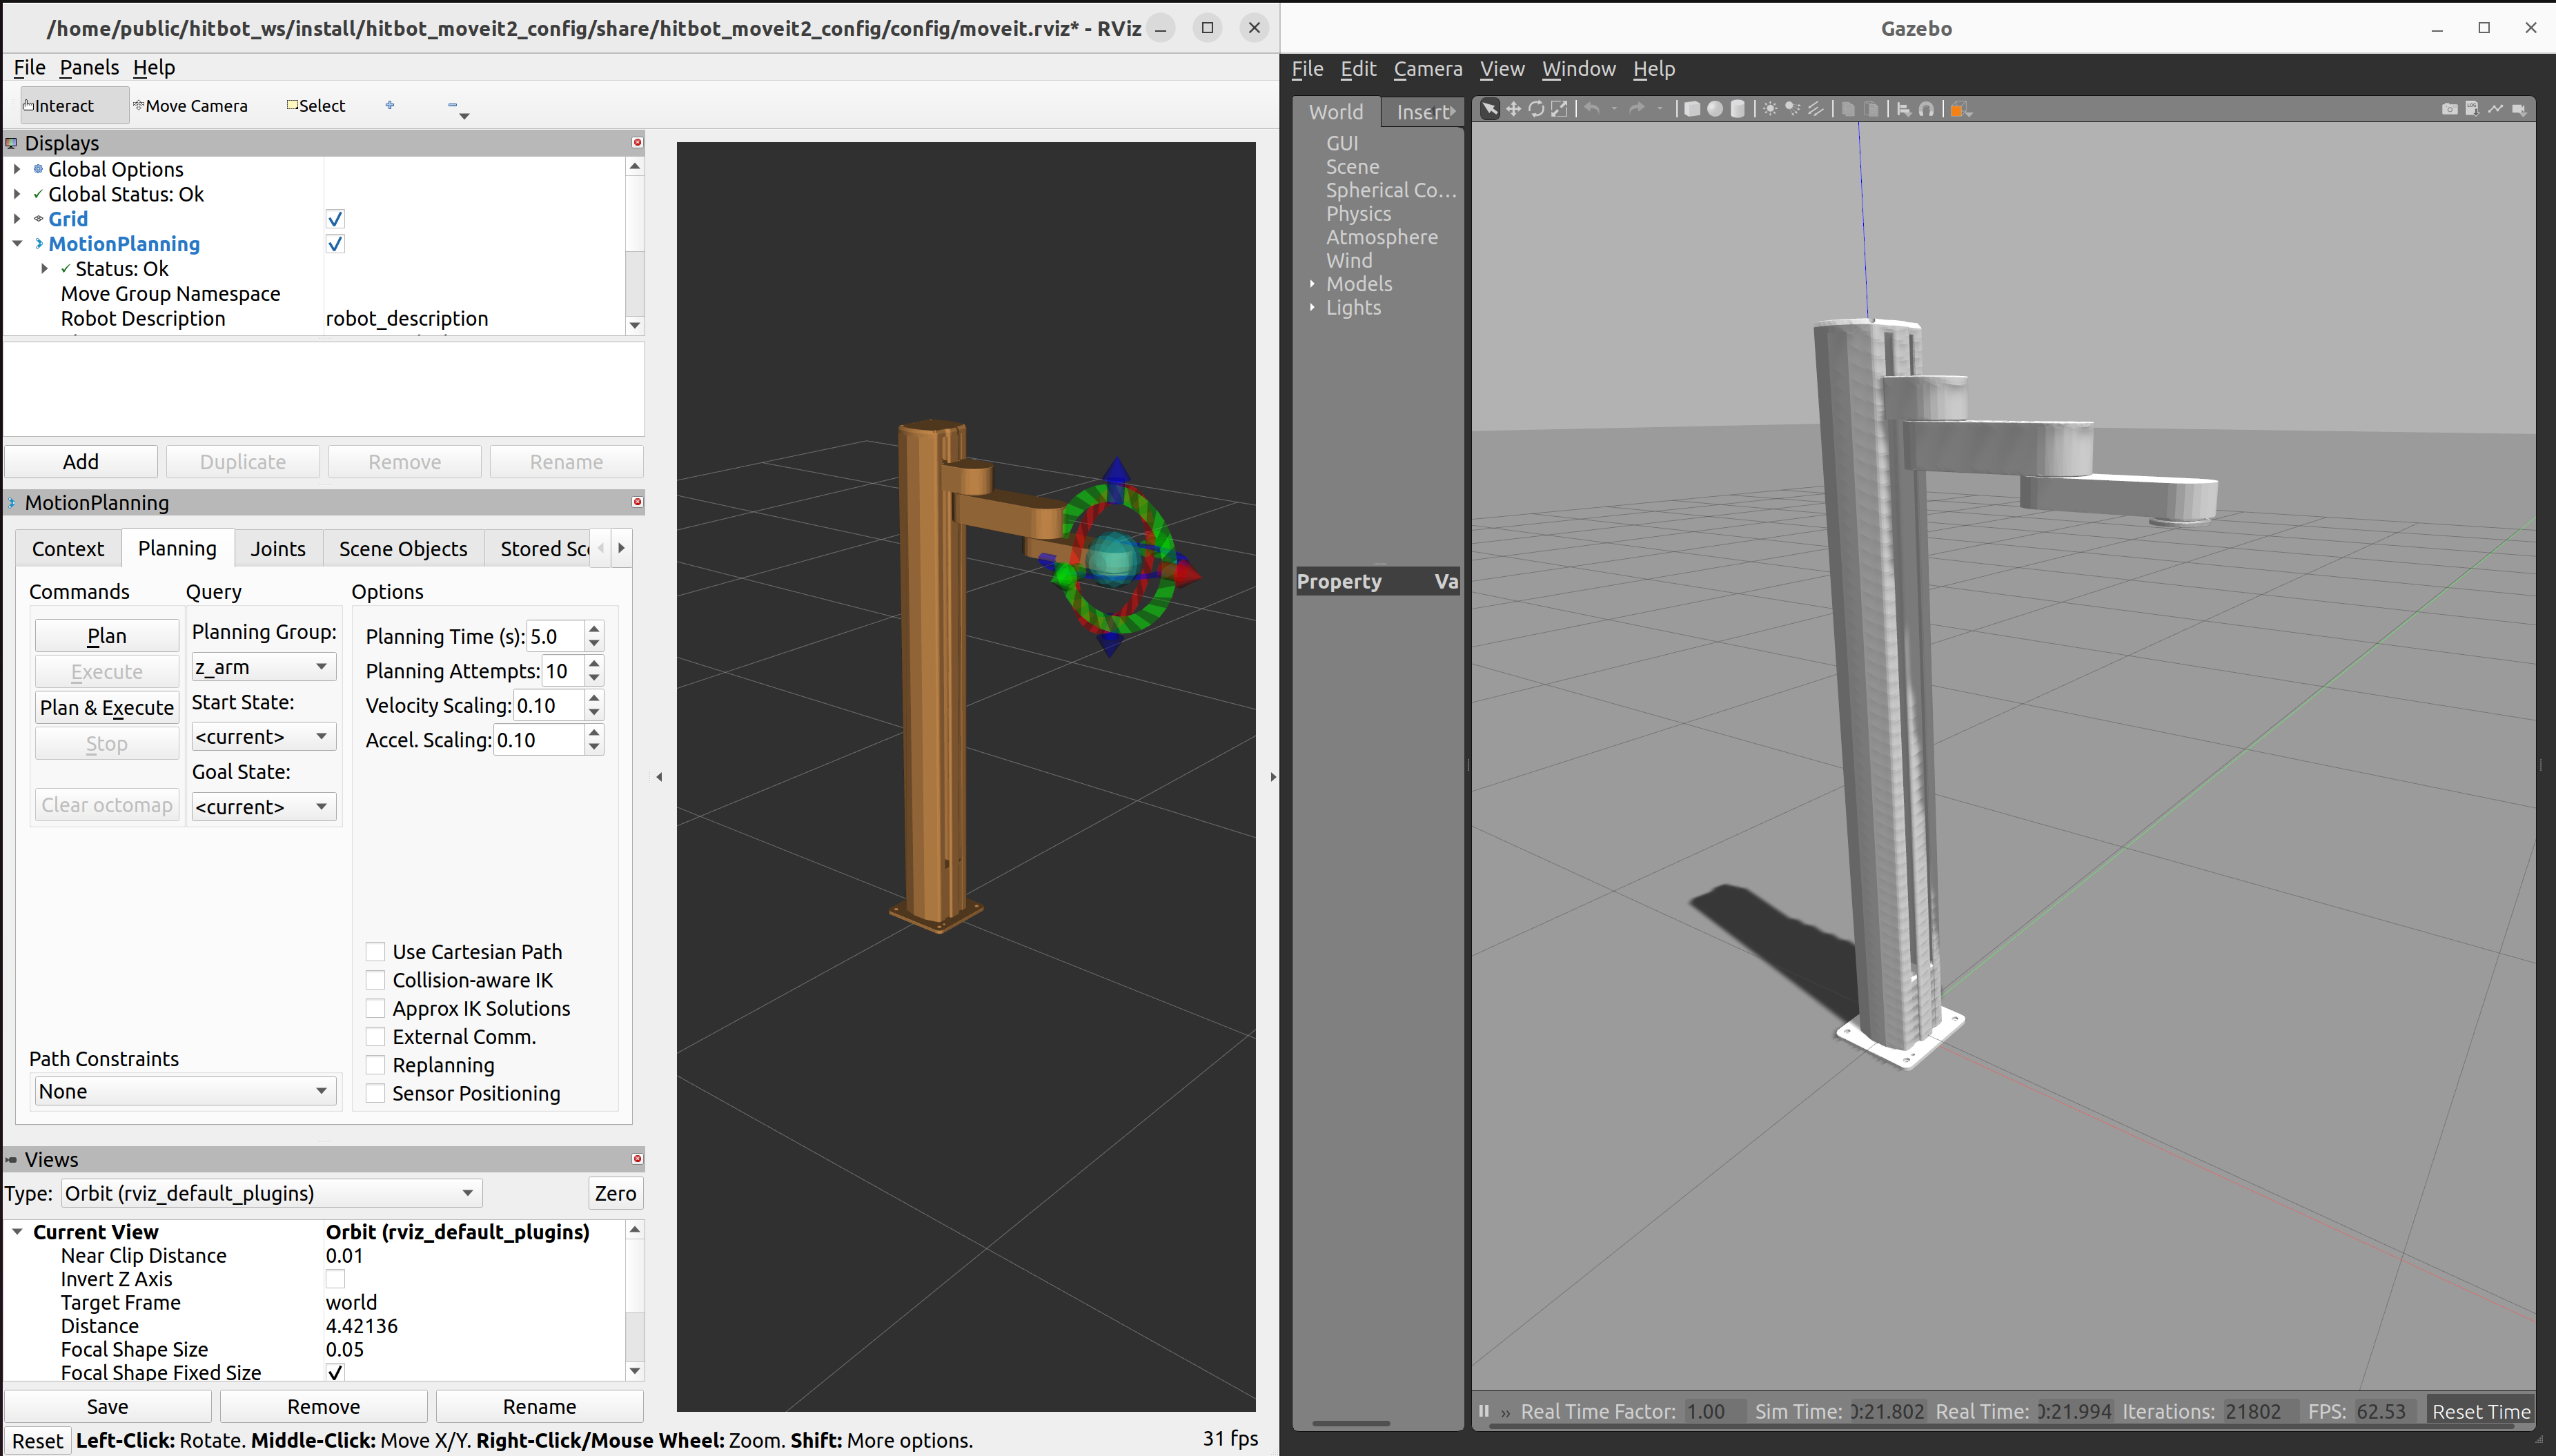 /home/public/hitbot_ws/install/hitbot_moveit2_config/share/hitbot_moveit2_config/config/moveit.rviz* - RViz
File Panels Help
Interact Move Camera Select
Displays
Global Options
Global Status: Ok
Grid
MotionPlanning
Status: Ok
Move Group Namespace
Robot Description robot_description
Add Duplicate Remove Rename
MotionPlanning
Context Planning Joints Scene Objects Stored Sc
Commands Query Options
Plan
Execute
Plan & Execute
Stop
Clear octomap
Planning Group:
z_arm
Start State:
<current>
Goal State:
<current>
Planning Time (s): 5.0
Planning Attempts: 10
Velocity Scaling: 0.10
Accel. Scaling: 0.10
Use Cartesian Path
Collision-aware IK
Approx IK Solutions
External Comm.
Replanning
Sensor Positioning
Path Constraints
None
Views
Type: Orbit (rviz_default_plugins) Zero
Current View Orbit (rviz_default_plugins)
Near Clip Distance 0.01
Invert Z Axis
Target Frame world
Distance 4.42136
Focal Shape Size 0.05
Focal Shape Fixed Size
Save Remove Rename
Reset Left-Click: Rotate. Middle-Click: Move X/Y. Right-Click/Mouse Wheel: Zoom. Shift: More options. 31 fps
Gazebo
File Edit Camera View Window Help
World Insert
GUI
Scene
Spherical Co...
Physics
Atmosphere
Wind
Models
Lights
Property Va
Real Time Factor: 1.00 Sim Time: 0:21.802 Real Time: 0:21.994 Iterations: 21802 FPS: 62.53 Reset Time